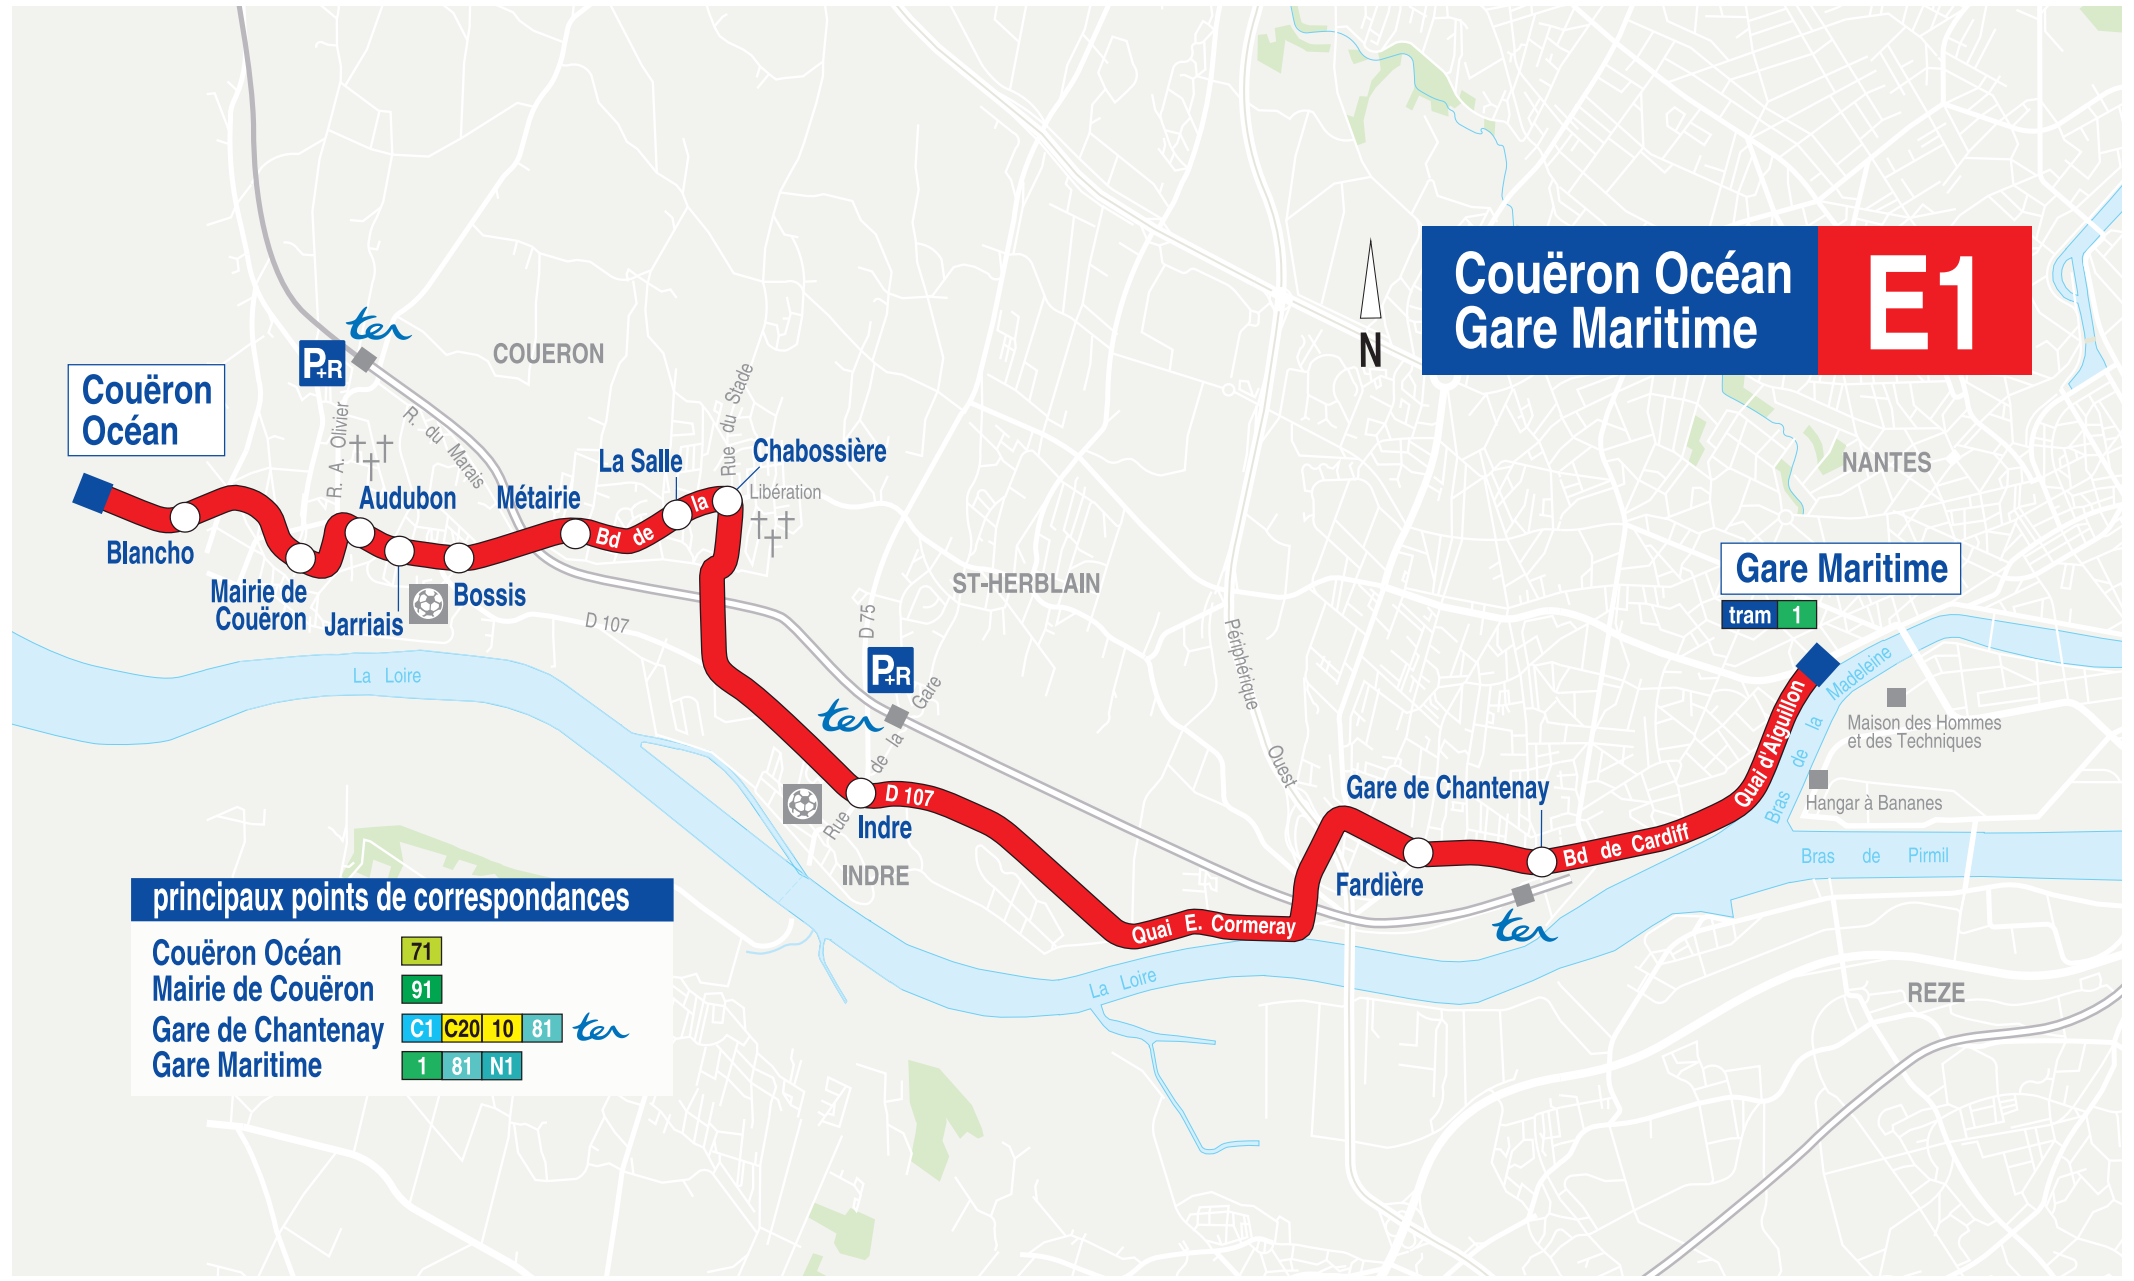 Couëron Océan
Gare Maritime
E1
N
ter
P+R
COUERON
Couëron
Océan
R. A. Olivier
R. du Marais
Rue du Stade
La Salle
Chabossière
Libération
Audubon
Métairie
Bd de la
Blancho
Mairie de
Couëron
Jarriais
Bossis
D 107
La Loire
NANTES
ST-HERBLAIN
Gare Maritime
tram 1
D 75
P+R
ter
Rue de la Gare
Périphérique Ouest
Bras de la Madeleine
Quai d'Aiguillon
Maison des Hommes
et des Techniques
Hangar à Bananes
Gare de Chantenay
D 107
Indre
INDRE
Fardière
Bd de Cardiff
Bras de Pirmil
Quai E. Cormeray
ter
La Loire
REZE
principaux points de correspondances
Couëron Océan 71
Mairie de Couëron 91
Gare de Chantenay C1 C20 10 81 ter
Gare Maritime 1 81 N1